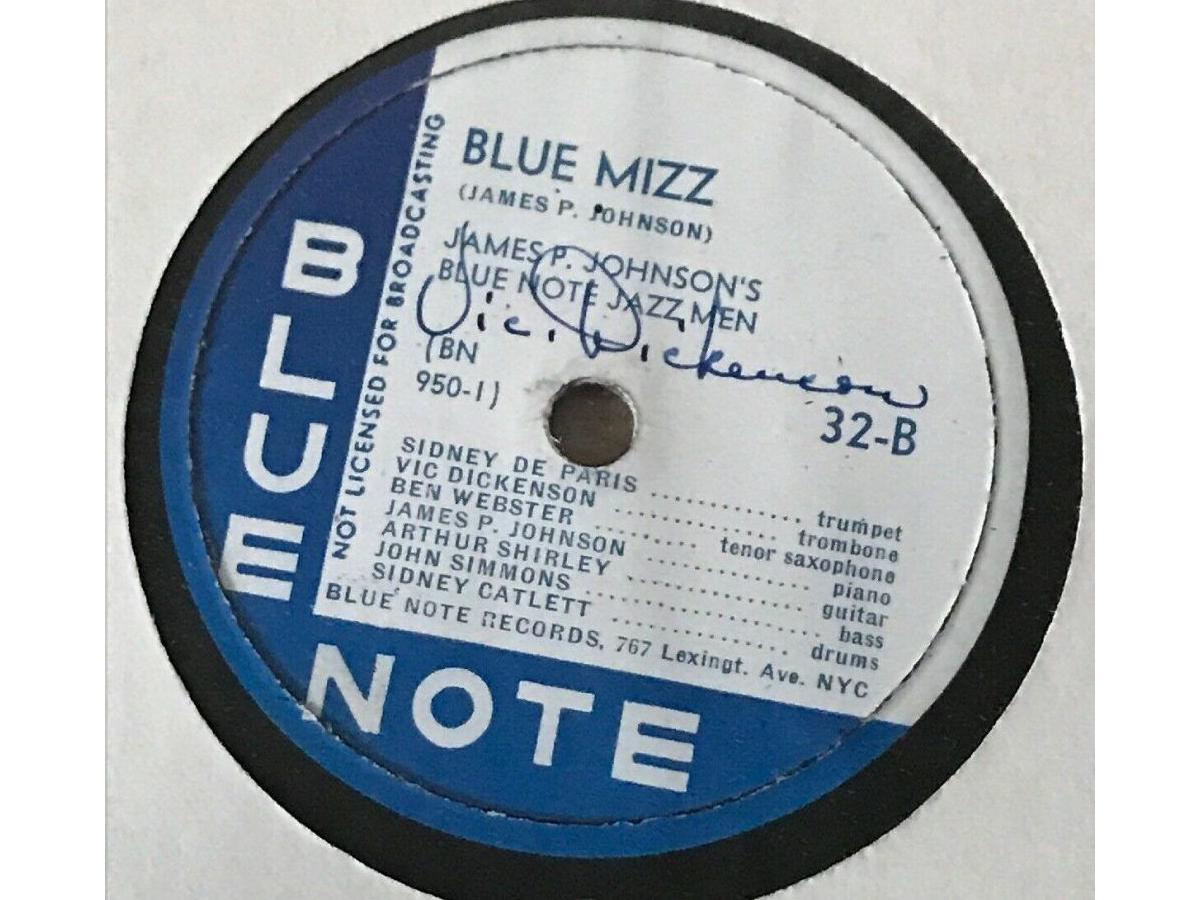 BLUE MIZZ
(JAMES P. JOHNSON)
JAMES P. JOHNSON'S
BLUE NOTE JAZZ MEN
Vic. Dickenson
(BN
950-1)
32-B
SIDNEY DE PARIS ............. trumpet
VIC DICKENSON ............... trombone
BEN WEBSTER ......... tenor saxophone
JAMES P. JOHNSON .............. piano
ARTHUR SHIRLEY ............... guitar
JOHN SIMMONS ................... bass
SIDNEY CATLETT ................ drums
BLUE NOTE RECORDS, 767 Lexingt. Ave. NYC
NOT LICENSED FOR BROADCASTING
BLUE
NOTE